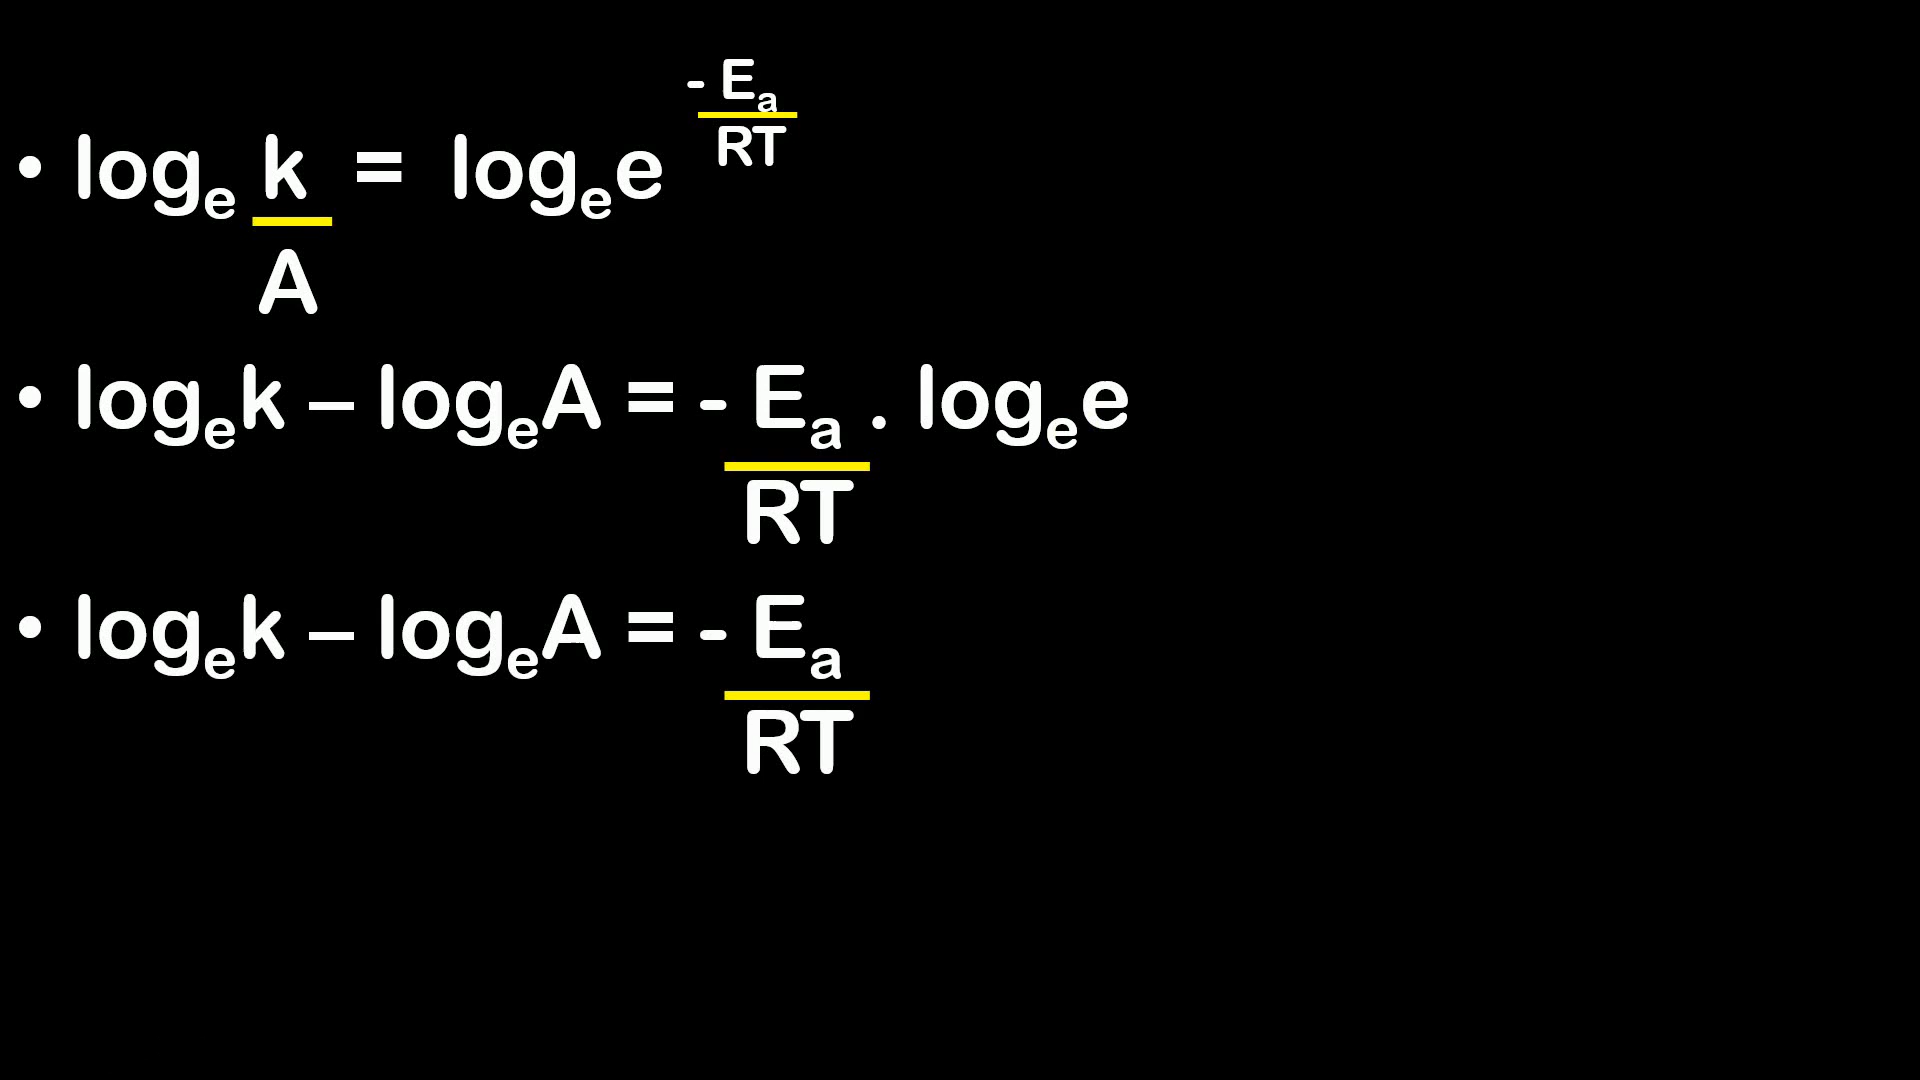 - Eₐ
RT
• logₑ k = logₑe
A
• logₑk – logₑA = - Eₐ . logₑe
RT
• logₑk – logₑA = - Eₐ
RT